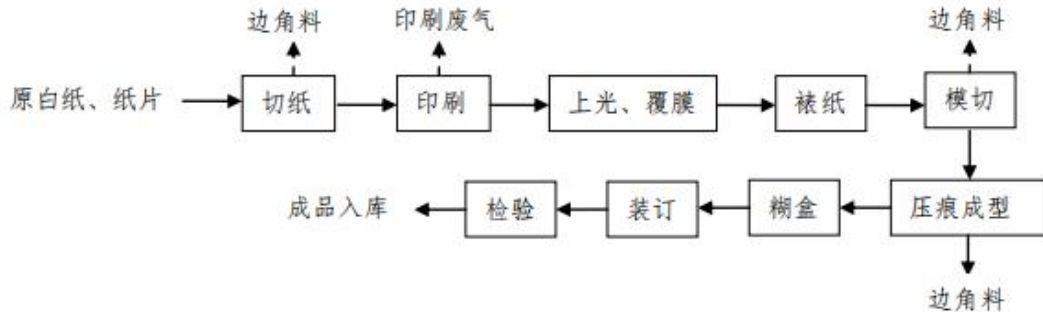 边角料 印刷废气 边角料
原白纸、纸片 切纸 印刷 上光、覆膜 裱纸 模切
成品入库 检验 装订 糊盒 压痕成型
边角料